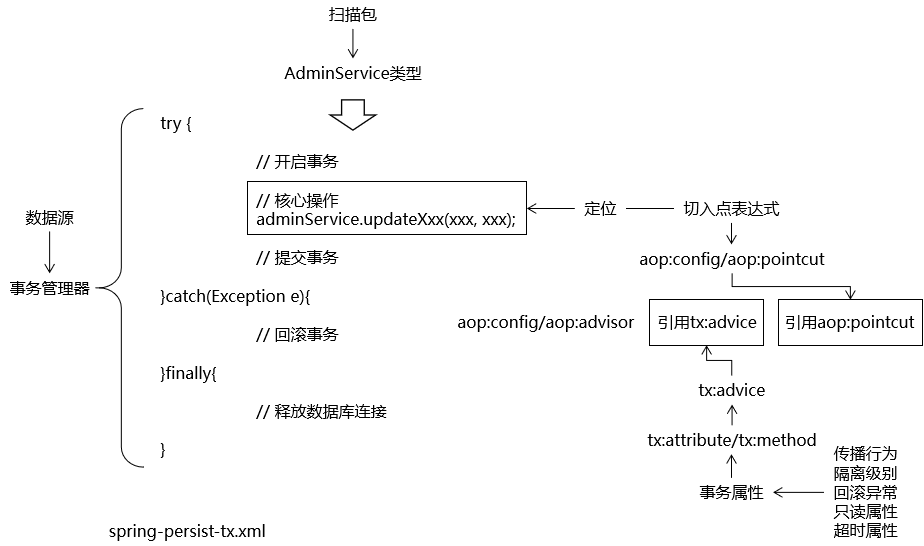 扫描包
AdminService类型
try {
// 开启事务
// 核心操作
adminService.updateXxx(xxx, xxx);
// 提交事务
}catch(Exception e){
// 回滚事务
}finally{
// 释放数据库连接
}
数据源
事务管理器
定位
切入点表达式
aop:config/aop:pointcut
aop:config/aop:advisor
引用tx:advice
引用aop:pointcut
tx:advice
tx:attribute/tx:method
事务属性
传播行为
隔离级别
回滚异常
只读属性
超时属性
spring-persist-tx.xml